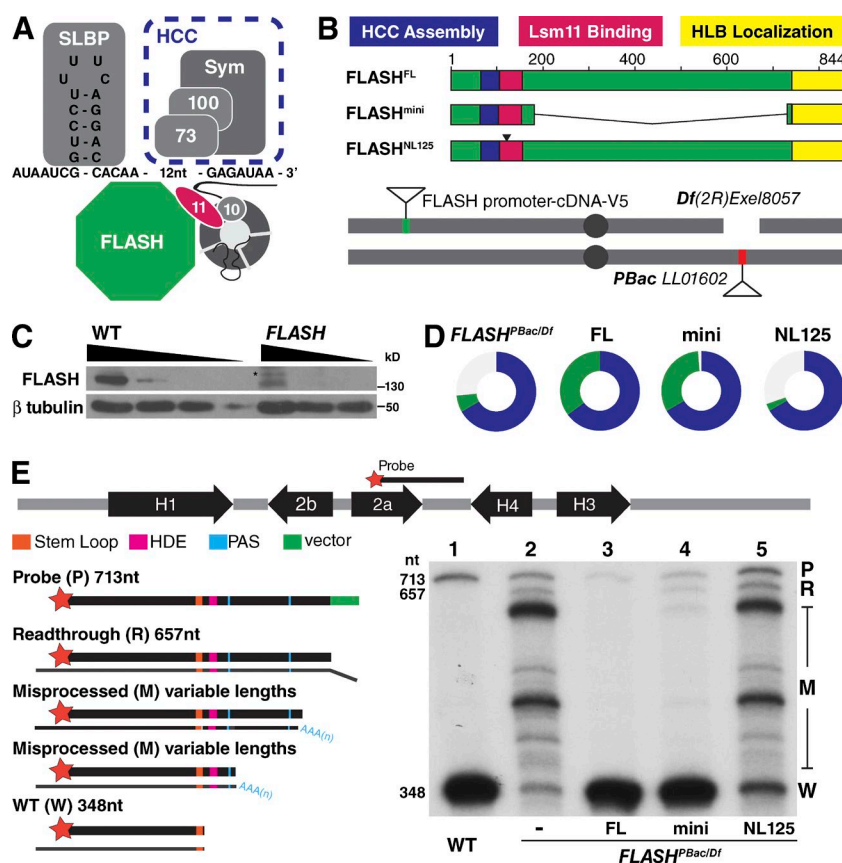 A
SLBP
HCC
Sym
100
73
U U
U C
U - A
C - G
C - G
U - A
G - C
AUAAUCG - CACAA - 12nt - GAGAUAA - 3'
11
10
FLASH
B
HCC Assembly
Lsm11 Binding
HLB Localization
1 200 400 600 844
FLASH^FL
FLASH^mini
FLASH^NL125
FLASH promoter-cDNA-V5
Df(2R)Exel8057
PBac LL01602
C
WT FLASH
kD
FLASH * –130
β tubulin –50
D
FLASH^PBac/Df FL mini NL125
E
Probe
H1 2b 2a H4 H3
Stem Loop HDE PAS vector
Probe (P) 713nt
Readthrough (R) 657nt
Misprocessed (M) variable lengths
AAA(n)
Misprocessed (M) variable lengths
AAA(n)
WT (W) 348nt
nt 1 2 3 4 5
713 P
657 R
M
348 W
WT - FL mini NL125
FLASH^PBac/Df